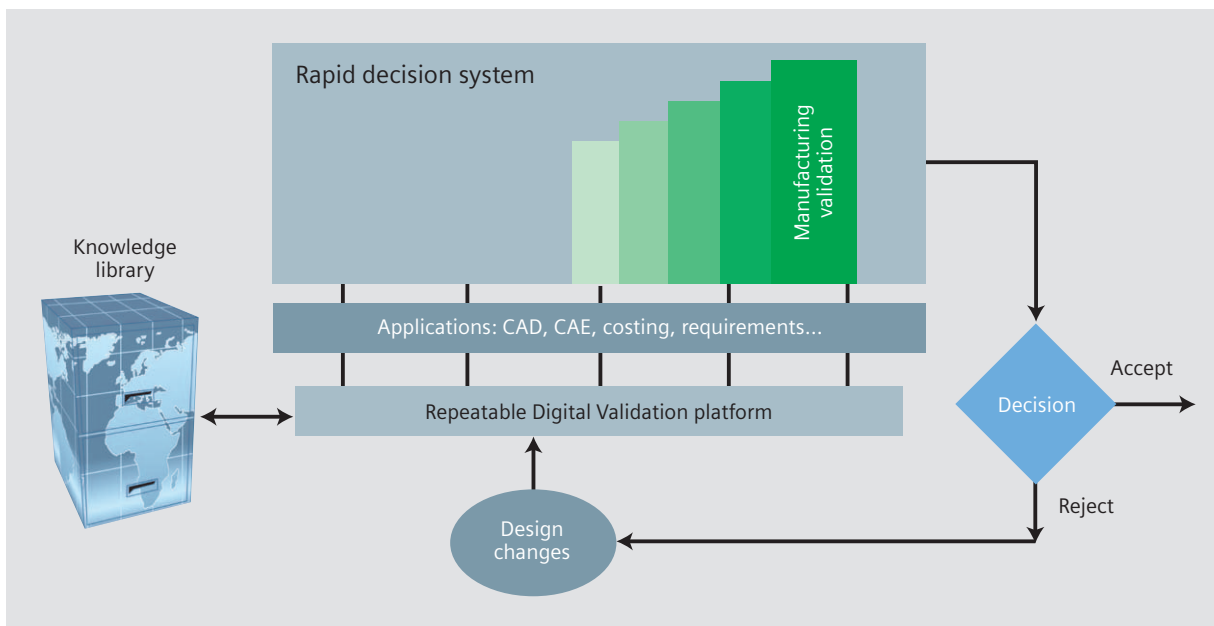 Rapid decision system
Manufacturing
validation
Knowledge
library
Applications: CAD, CAE, costing, requirements...
Repeatable Digital Validation platform
Decision
Accept
Reject
Design
changes